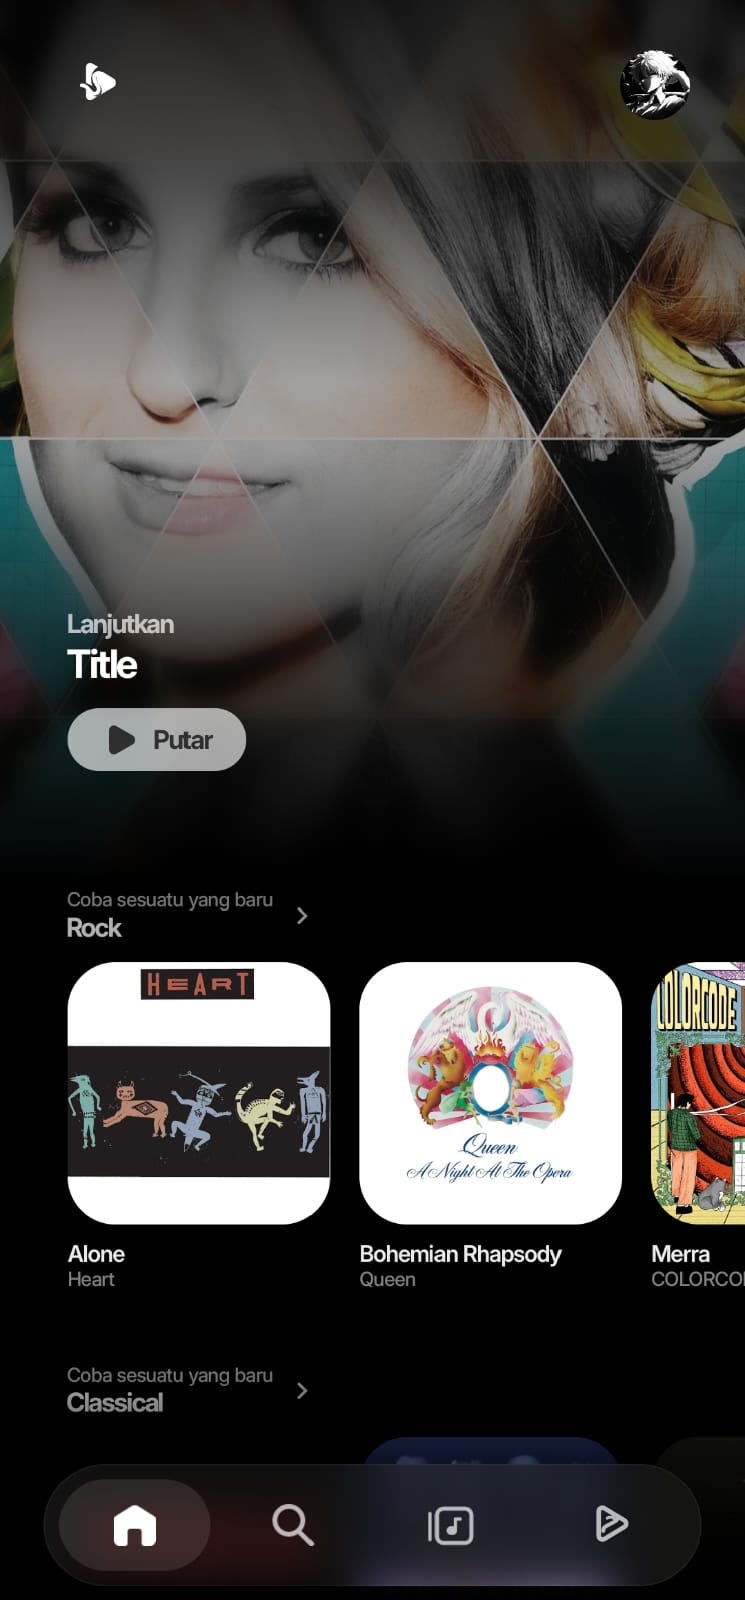 Lanjutkan
Title
Putar
Coba sesuatu yang baru
Rock
HEART
Queen
A Night At The Opera
COLORCODE
Alone
Heart
Bohemian Rhapsody
Queen
Merra
COLORCO
Coba sesuatu yang baru
Classical